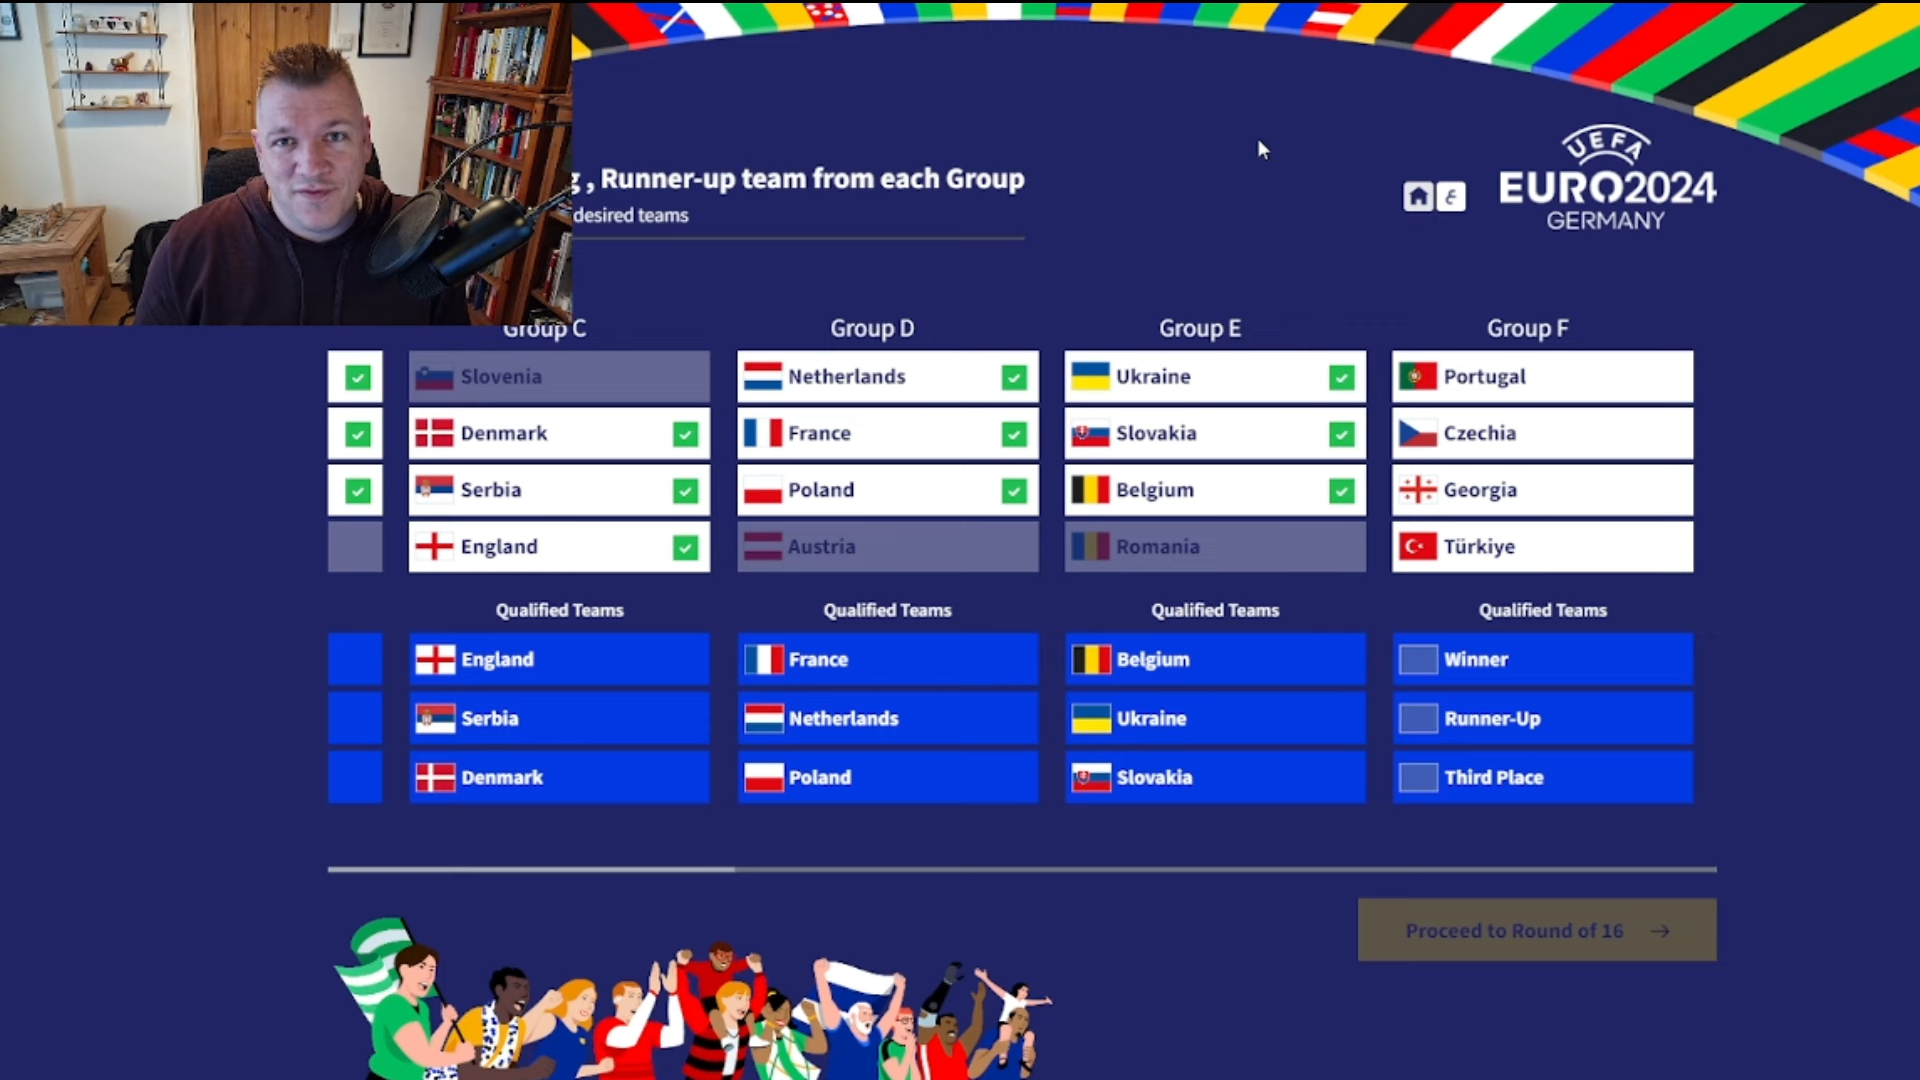 , Runner-up team from each Group
desired teams
ع
UEFA
EURO2024
GERMANY
Group C
Group D
Group E
Group F
Slovenia
Netherlands
Ukraine
Portugal
Denmark
France
Slovakia
Czechia
Serbia
Poland
Belgium
Georgia
England
Austria
Romania
Türkiye
Qualified Teams
Qualified Teams
Qualified Teams
Qualified Teams
England
France
Belgium
Winner
Serbia
Netherlands
Ukraine
Runner-Up
Denmark
Poland
Slovakia
Third Place
Proceed to Round of 16 →